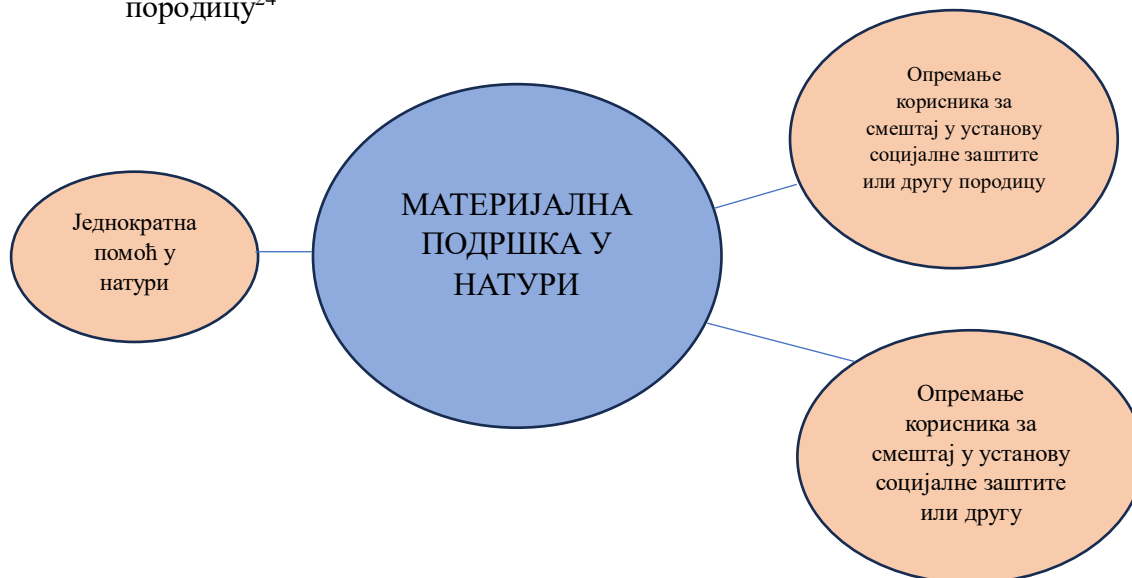 породицу²⁴
Једнократна
помоћ у
натури
МАТЕРИЈАЛНА
ПОДРШКА У
НАТУРИ
Опремање
корисника за
смештај у установу
социјалне заштите
или другу породицу
Опремање
корисника за
смештај у установу
социјалне заштите
или другу